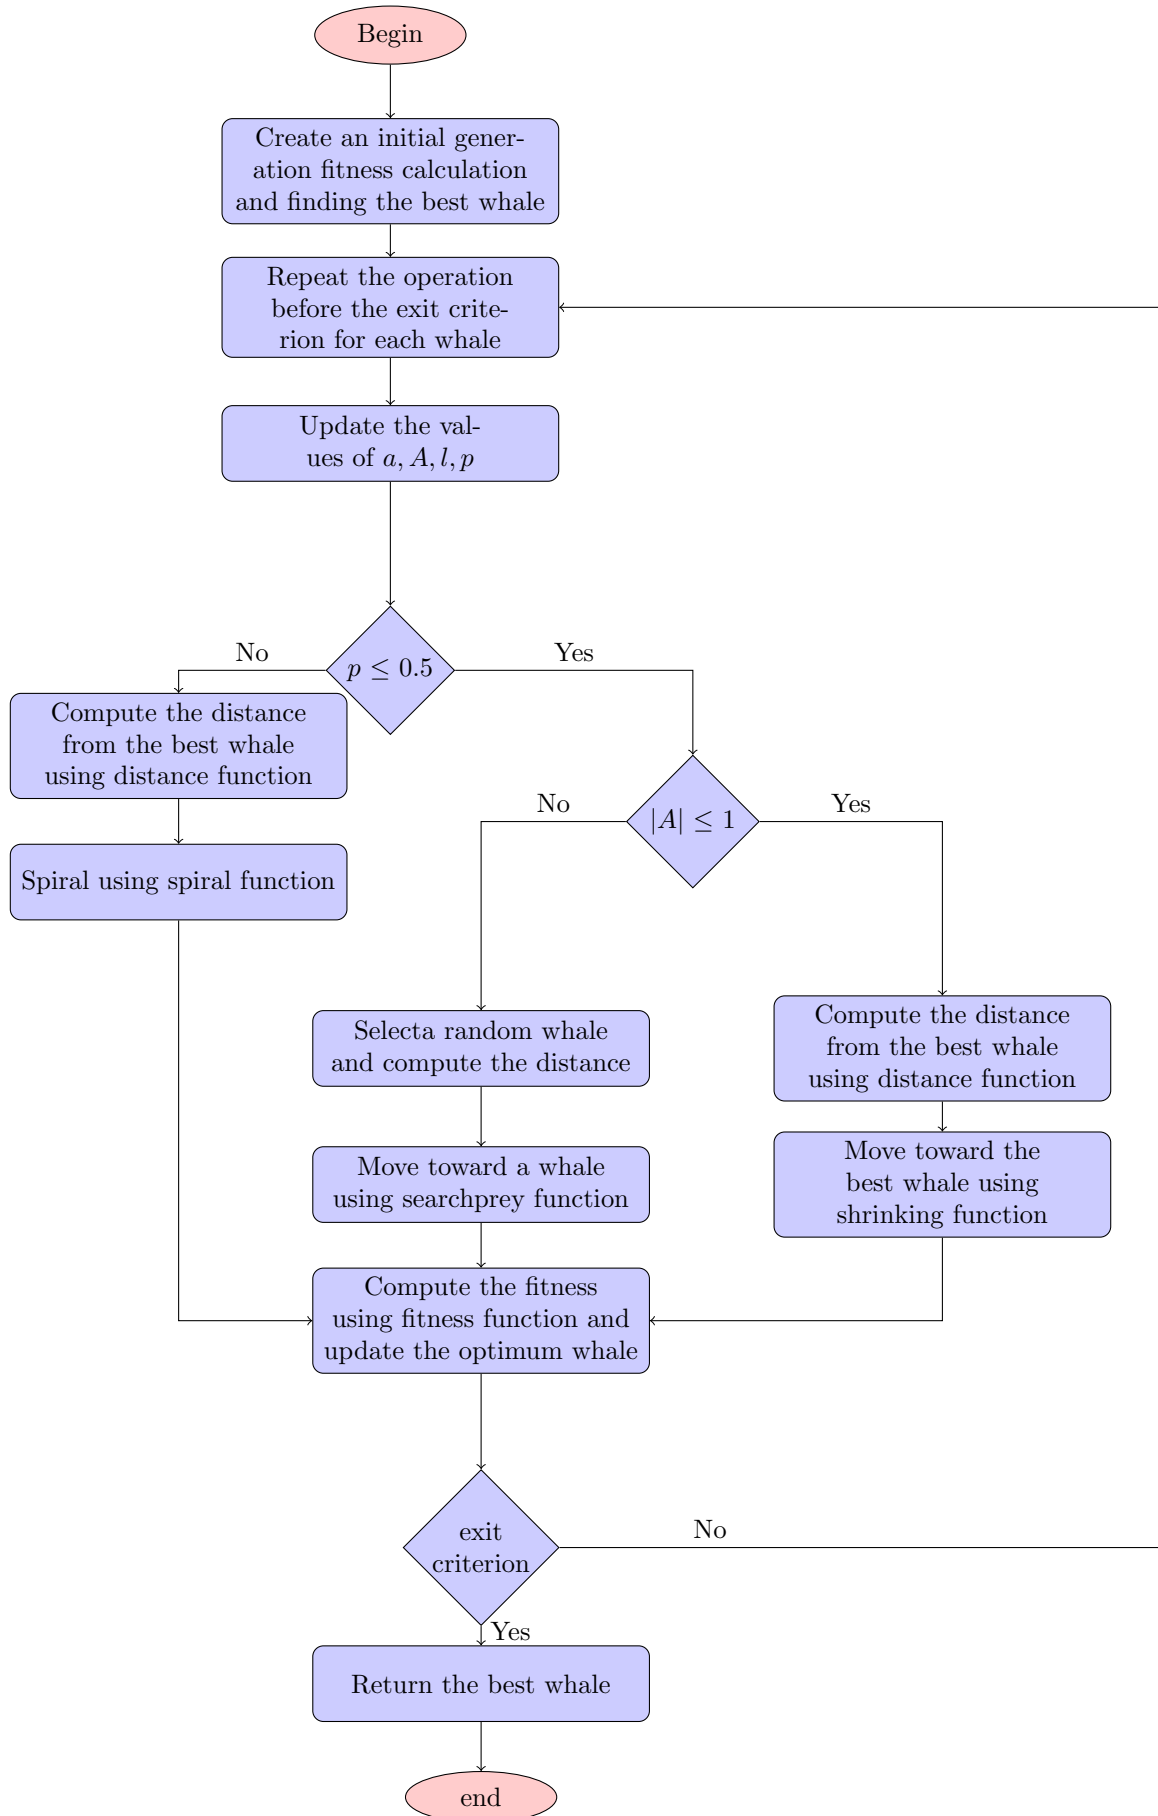 Begin
Create an initial gener-
ation fitness calculation
and finding the best whale
Repeat the operation
before the exit crite-
rion for each whale
Update the val-
ues of a, A, l, p
p ≤ 0.5
No
Yes
Compute the distance
from the best whale
using distance function
Spiral using spiral function
|A| ≤ 1
No
Yes
Selecta random whale
and compute the distance
Move toward a whale
using searchprey function
Compute the distance
from the best whale
using distance function
Move toward the
best whale using
shrinking function
Compute the fitness
using fitness function and
update the optimum whale
exit
criterion
No
Yes
Return the best whale
end